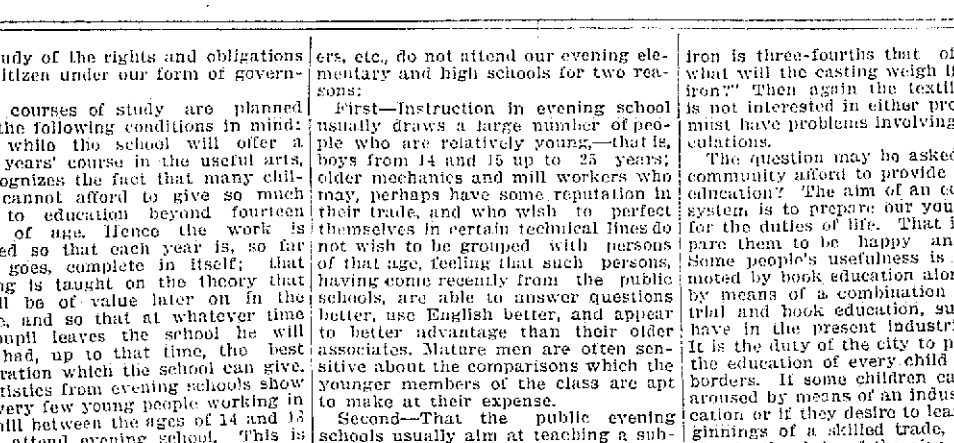 udy of the rights and obligations
itizen under our form of govern-
courses of study are planned
the following conditions in mind:
while the school will offer a
years' course in the useful arts,
ognizes the fact that many chil-
cannot afford to give so much
to education beyond fourteen
of age. Hence the work is
ed so that each year is, so far
goes, complete in itself; that
ng is taught on the theory that
ll be of value later on in the
e, and so that at whatever time
pupil leaves the school he will
had, up to that time, the best
ration which the school can give.
tistics from evening schools show
very few young people working in
mill between the ages of 14 and 18
attend evening school. This is
ers, etc., do not attend our evening ele-
mentary and high schools for two rea-
sons:
First—Instruction in evening school
usually draws a large number of peo-
ple who are relatively young,—that is,
boys from 14 and 15 up to 25 years;
older mechanics and mill workers who
may, perhaps have some reputation in
their trade, and who wish to perfect
themselves in certain technical lines do
not wish to be grouped with persons
of that age, feeling that such persons,
having come recently from the public
schools, are able to answer questions
better, use English better, and appear
to better advantage than their older
associates. Mature men are often sen-
sitive about the comparisons which the
younger members of the class are apt
to make at their expense.
Second—That the public evening
schools usually aim at teaching a sub-
iron is three-fourths that of
what will the casting weigh i
iron?" Then again the texti
is not interested in either pro
must have problems involving
culations.
The question may be asked
community afford to provide
education? The aim of an e
system is to prepare our you
for the duties of life. That i
pare them to be happy an
Some people's usefulness is
moted by book education alon
by means of a combination
trial and book education, su
have in the present industri
It is the duty of the city to p
the education of every child
borders. If some children ca
aroused by means of an indus
cation or if they desire to lea
ginnings of a skilled trade,